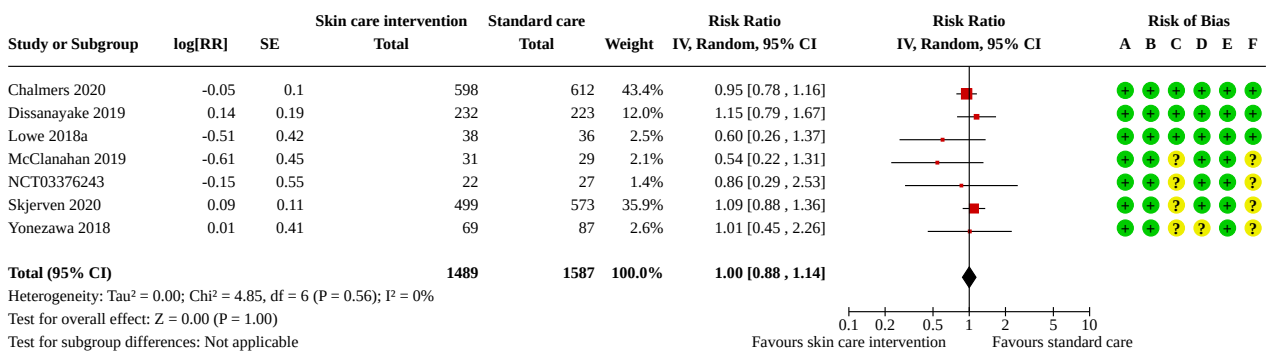 Skin care intervention Standard care Risk Ratio Risk Ratio Risk of Bias
Study or Subgroup log[RR] SE Total Total Weight IV, Random, 95% CI IV, Random, 95% CI A B C D E F
Chalmers 2020 -0.05 0.1 598 612 43.4% 0.95 [0.78 , 1.16] + + + + + +
Dissanayake 2019 0.14 0.19 232 223 12.0% 1.15 [0.79 , 1.67] + + + + + +
Lowe 2018a -0.51 0.42 38 36 2.5% 0.60 [0.26 , 1.37] + + + + + +
McClanahan 2019 -0.61 0.45 31 29 2.1% 0.54 [0.22 , 1.31] + + ? + + ?
NCT03376243 -0.15 0.55 22 27 1.4% 0.86 [0.29 , 2.53] + + ? + + ?
Skjerven 2020 0.09 0.11 499 573 35.9% 1.09 [0.88 , 1.36] + + ? + + ?
Yonezawa 2018 0.01 0.41 69 87 2.6% 1.01 [0.45 , 2.26] + + ? ? + ?
Total (95% CI) 1489 1587 100.0% 1.00 [0.88 , 1.14]
Heterogeneity: Tau² = 0.00; Chi² = 4.85, df = 6 (P = 0.56); I² = 0%
Test for overall effect: Z = 0.00 (P = 1.00) 0.1 0.2 0.5 1 2 5 10
Test for subgroup differences: Not applicable Favours skin care intervention Favours standard care